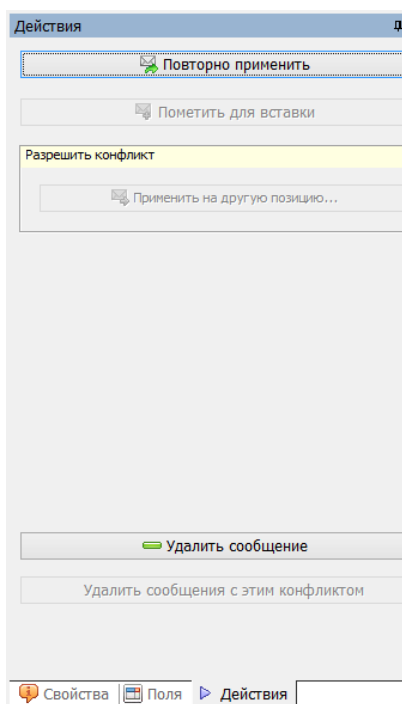 Действия
Повторно применить
Пометить для вставки
Разрешить конфликт
Применить на другую позицию...
Удалить сообщение
Удалить сообщения с этим конфликтом
Свойства Поля Действия